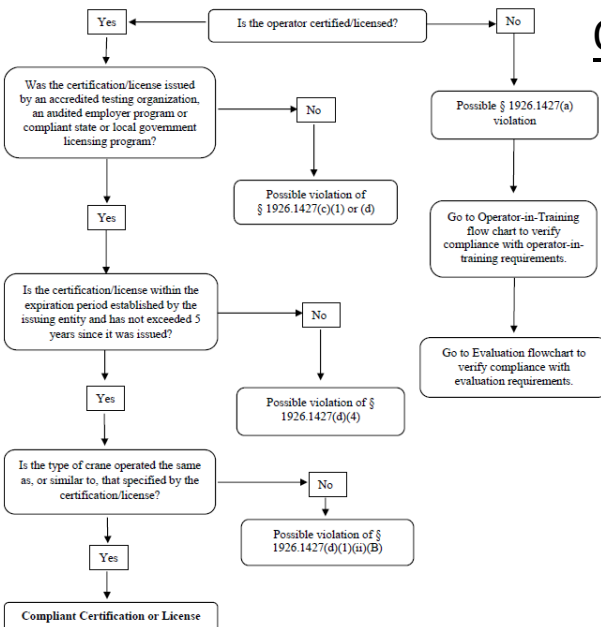 Yes
Is the operator certified/licensed?
No
Was the certification/license issued
by an accredited testing organization,
an audited employer program or
compliant state or local government
licensing program?
No
Possible violation of
§ 1926.1427(c)(1) or (d)
Possible § 1926.1427(a)
violation
Yes
Go to Operator-in-Training
flow chart to verify
compliance with operator-in-
training requirements.
Is the certification/license within the
expiration period established by the
issuing entity and has not exceeded 5
years since it was issued?
No
Possible violation of §
1926.1427(d)(4)
Go to Evaluation flowchart to
verify compliance with
evaluation requirements.
Yes
Is the type of crane operated the same
as, or similar to, that specified by the
certification/license?
No
Possible violation of §
1926.1427(d)(1)(ii)(B)
Yes
Compliant Certification or License